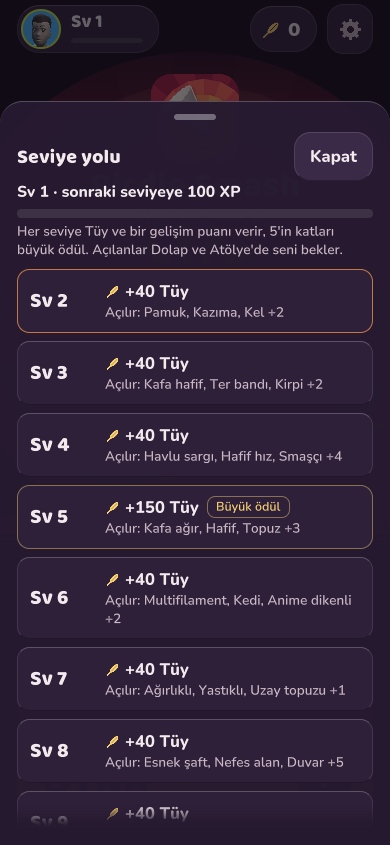 Sv 1
0
Seviye yolu
Kapat
Sv 1 · sonraki seviyeye 100 XP
Her seviye Tüy ve bir gelişim puanı verir, 5'in katları
büyük ödül. Açılanlar Dolap ve Atölye'de seni bekler.
Sv 2
+40 Tüy
Açılır: Pamuk, Kazıma, Kel +2
Sv 3
+40 Tüy
Açılır: Kafa hafif, Ter bandı, Kirpi +2
Sv 4
+40 Tüy
Açılır: Havlu sargı, Hafif hız, Smaşçı +4
Sv 5
+150 Tüy Büyük ödül
Açılır: Kafa ağır, Hafif, Topuz +3
Sv 6
+40 Tüy
Açılır: Multifilament, Kedi, Anime dikenli
+2
Sv 7
+40 Tüy
Açılır: Ağırlıklı, Yastıklı, Uzay topuzu +1
Sv 8
+40 Tüy
Açılır: Esnek şaft, Nefes alan, Duvar +5
Sv 9
+40 Tüy